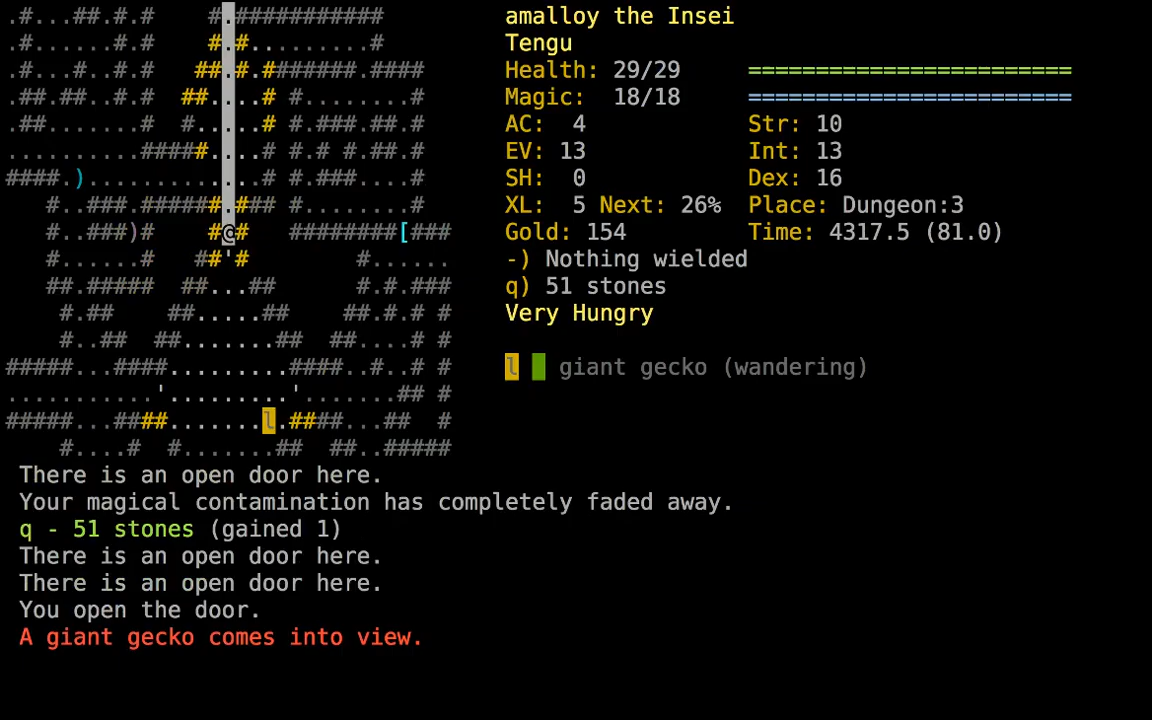 .#...##.#.#    #.###########          amalloy the Insei
.#......#.#    #.#.........#          Tengu
.#...#..#.#   ##.#.#######.####       Health: 29/29     ========================
.##.##..#.#  ##....# #........#       Magic:  18/18     ========================
.##.......#  #.....# #.###.##.#       AC:  4            Str: 10
..........#####....# #.# #.##.#       EV: 13            Int: 13
####.).............# #.###....#       SH:  0            Dex: 16
   #..###.######.### #........#       XL:  5 Next: 26%  Place: Dungeon:3
   #..###)#    #@#   ########[###     Gold: 154         Time: 4317.5 (81.0)
   #......#   ##'#        #......     -) Nothing wielded
   ##.#####  ##...##      #.#.###     q) 51 stones
    #.##    ##.....##    ##.#.# #     Very Hungry
    #..##  ##.......##  ##....# #
#####...####.........####..#..# #     l   giant gecko (wandering)
...........'.........'.......## #
#####...####.......l.####...##  #
    #....#  #.......##  ##..#####
There is an open door here.
Your magical contamination has completely faded away.
q - 51 stones (gained 1)
There is an open door here.
There is an open door here.
You open the door.
A giant gecko comes into view.